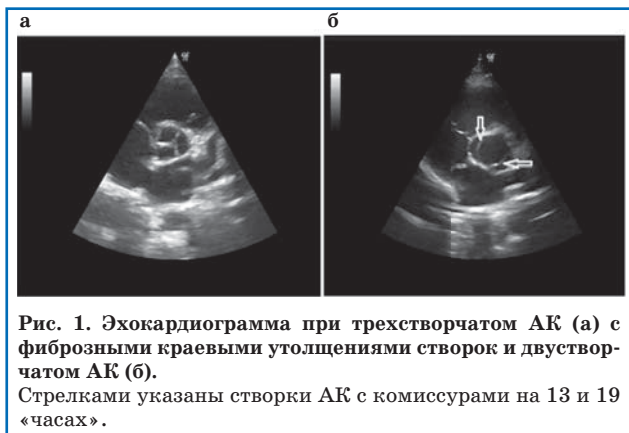 а б
Рис. 1. Эхокардиограмма при трехстворчатом АК (а) с
фиброзными краевыми утолщениями створок и двуствор-
чатом АК (б).
Стрелками указаны створки АК с комиссурами на 13 и 19
«часах».